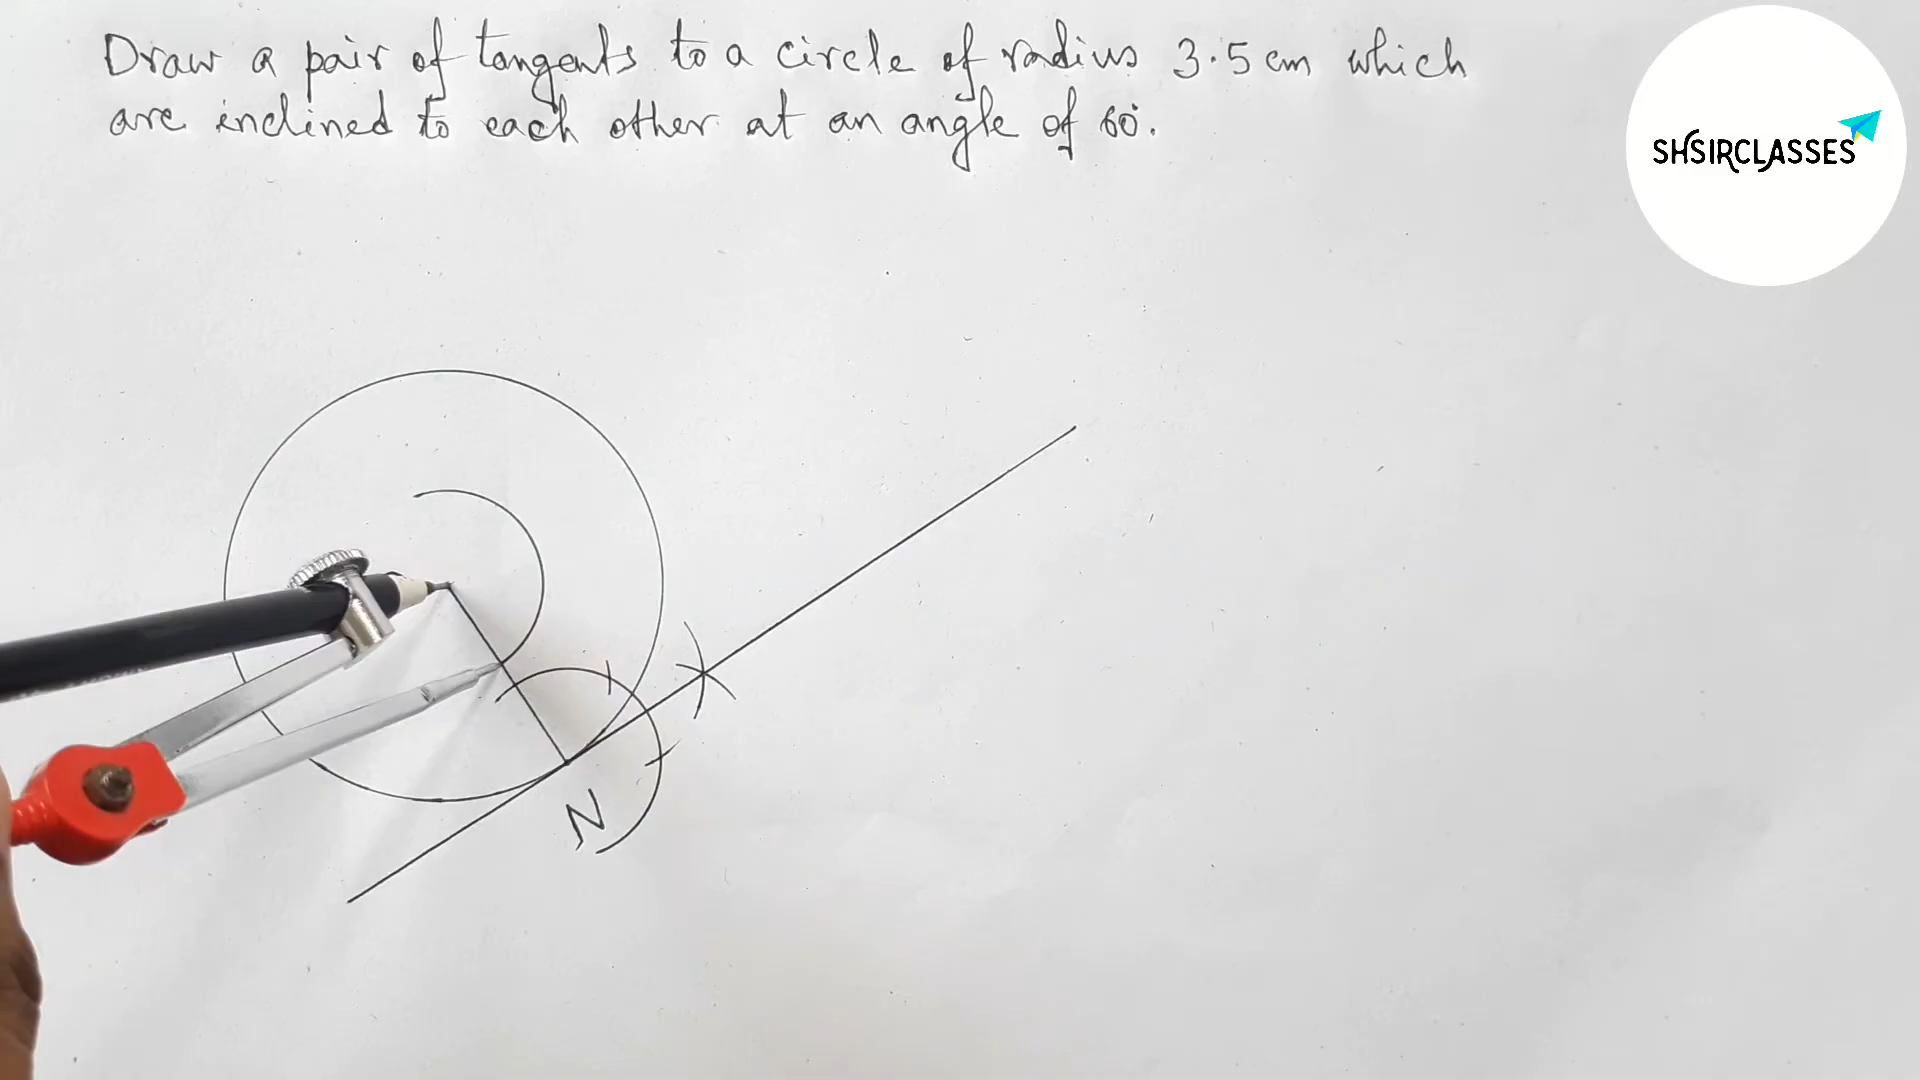 Draw a pair of tangents to a circle of radius 3.5 cm which
are inclined to each other at an angle of 60°.
SHSIRCLASSES
N